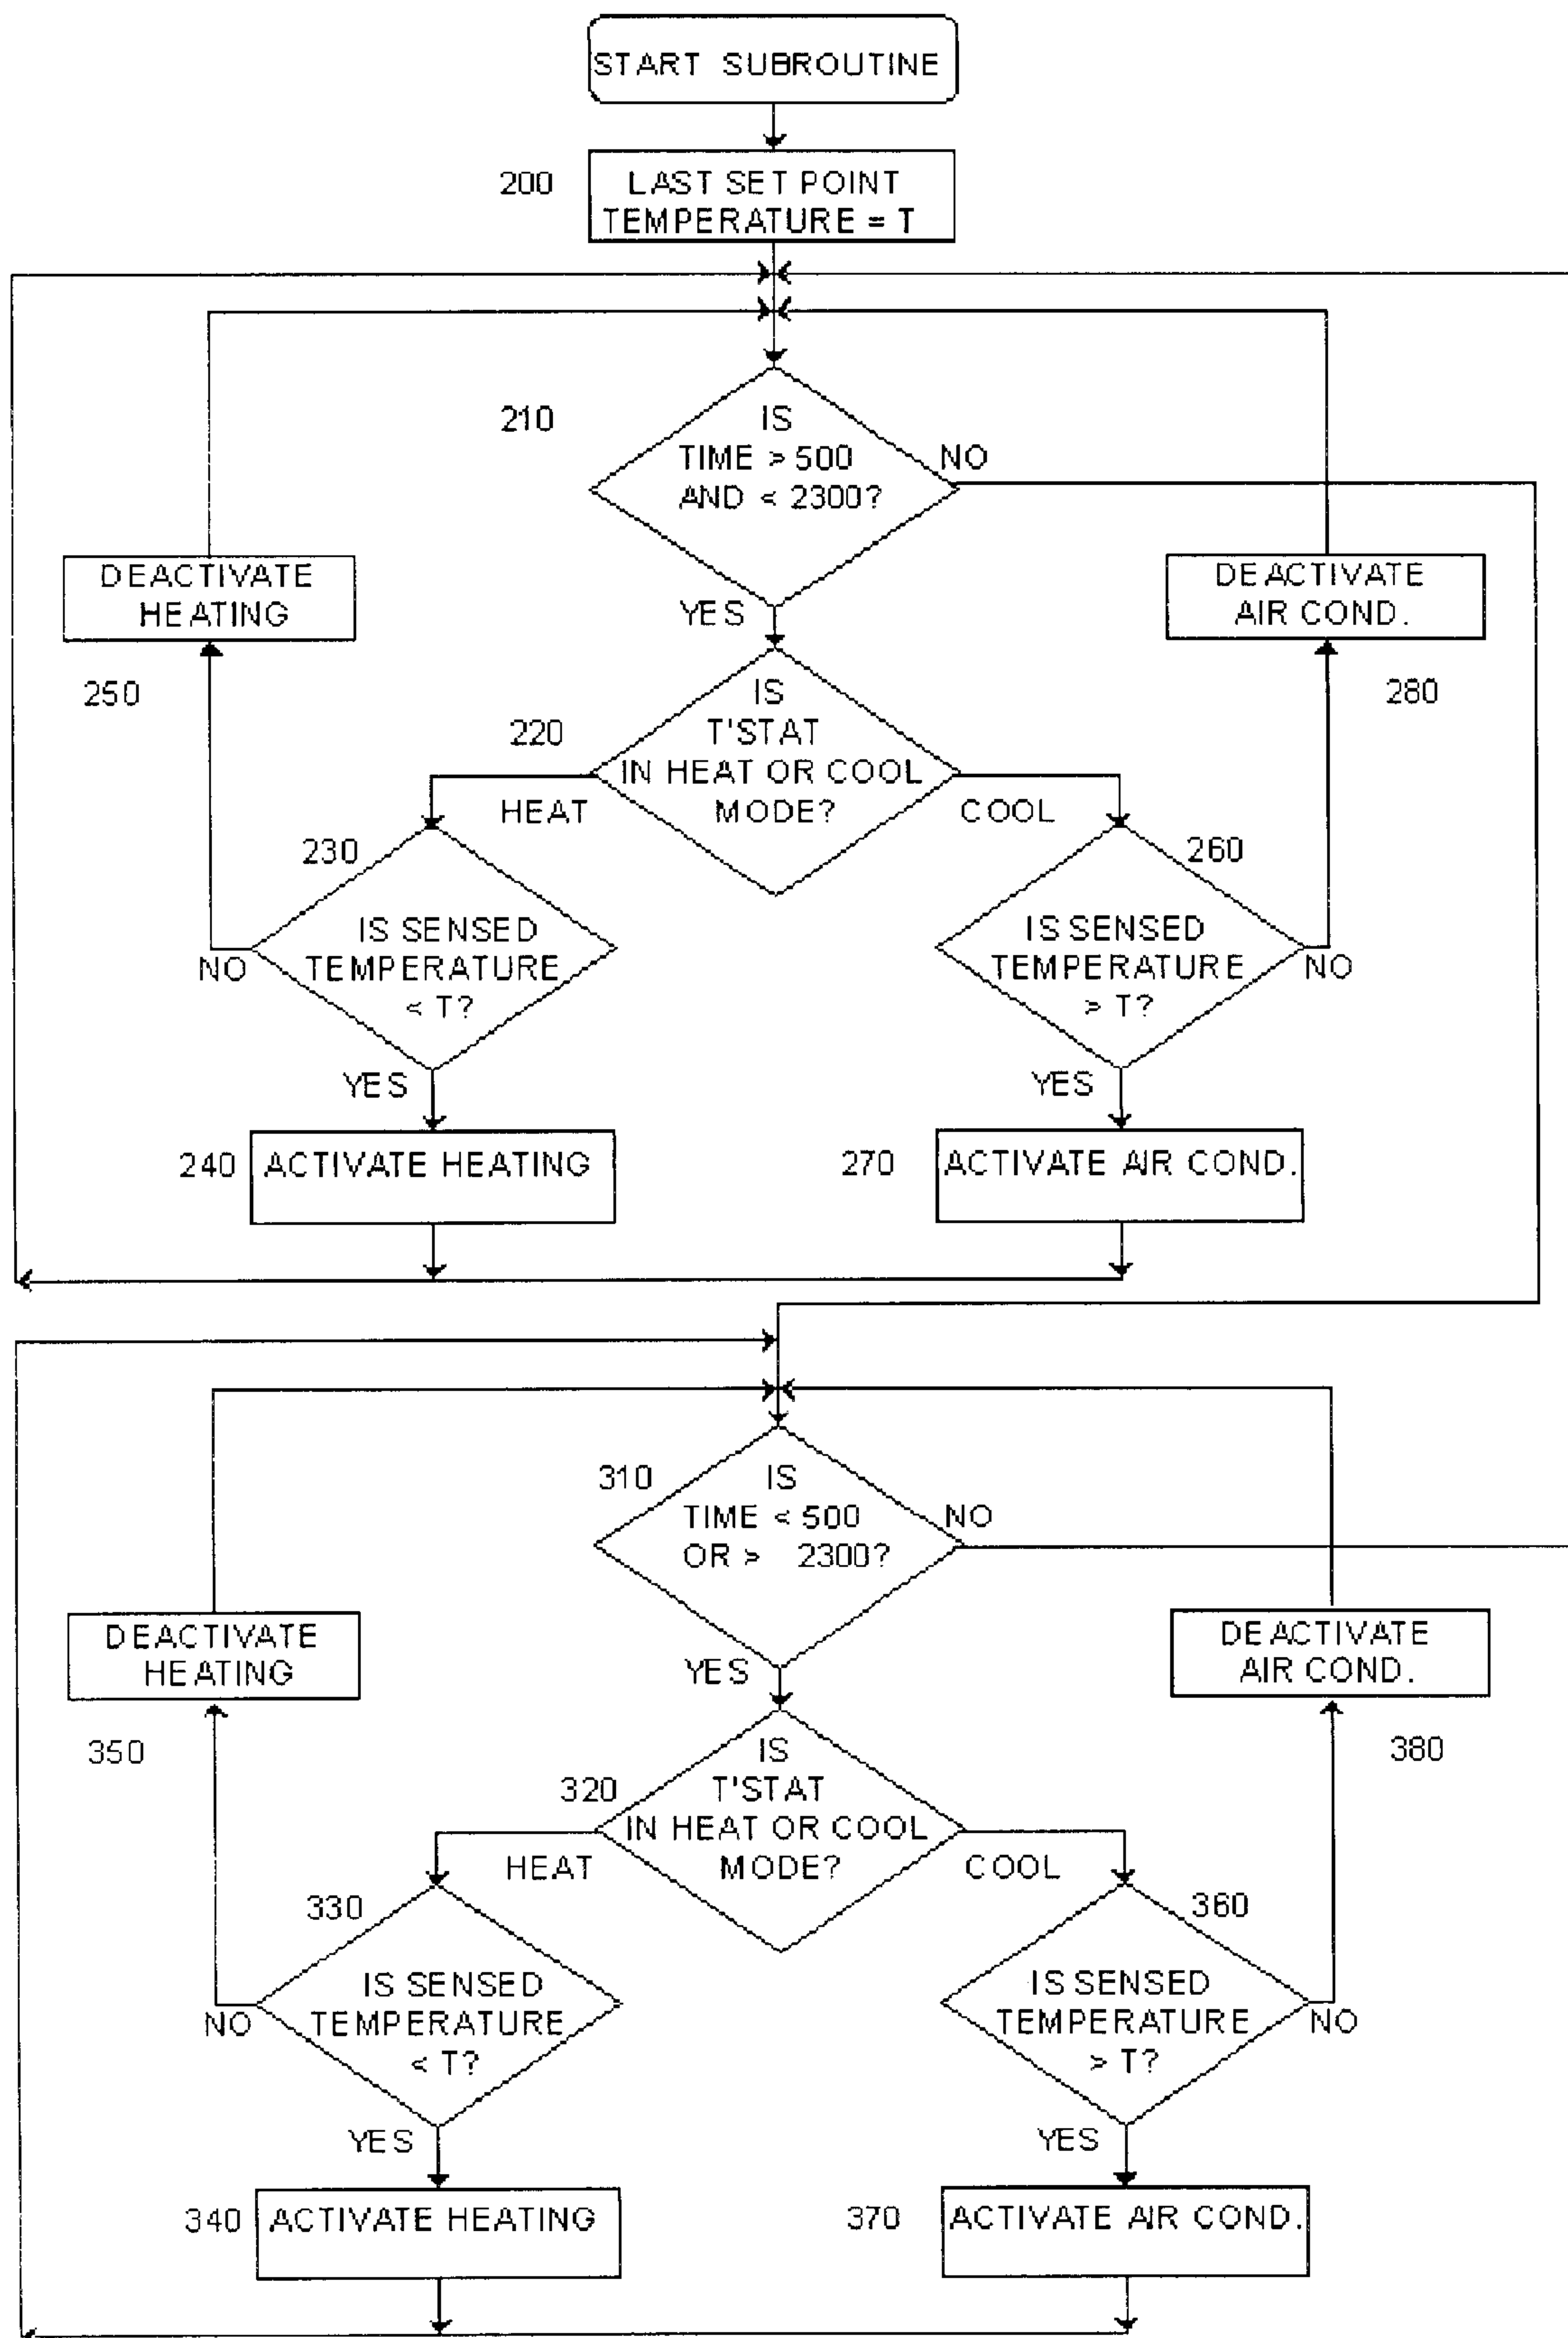 START SUBROUTINE
200
LAST SET POINT
TEMPERATURE = T
210
IS
TIME > 500
AND < 2300?
NO
YES
DEACTIVATE
HEATING
250
DEACTIVATE
AIR COND.
280
220
IS
T'STAT
IN HEAT OR COOL
MODE?
HEAT
COOL
230
IS SENSED
TEMPERATURE
< T?
NO
YES
260
IS SENSED
TEMPERATURE
> T?
NO
YES
240
ACTIVATE HEATING
270
ACTIVATE AIR COND.
310
IS
TIME < 500
OR > 2300?
NO
YES
DEACTIVATE
HEATING
350
DEACTIVATE
AIR COND.
380
320
IS
T'STAT
IN HEAT OR COOL
MODE?
HEAT
COOL
330
IS SENSED
TEMPERATURE
< T?
NO
YES
360
IS SENSED
TEMPERATURE
> T?
NO
YES
340
ACTIVATE HEATING
370
ACTIVATE AIR COND.